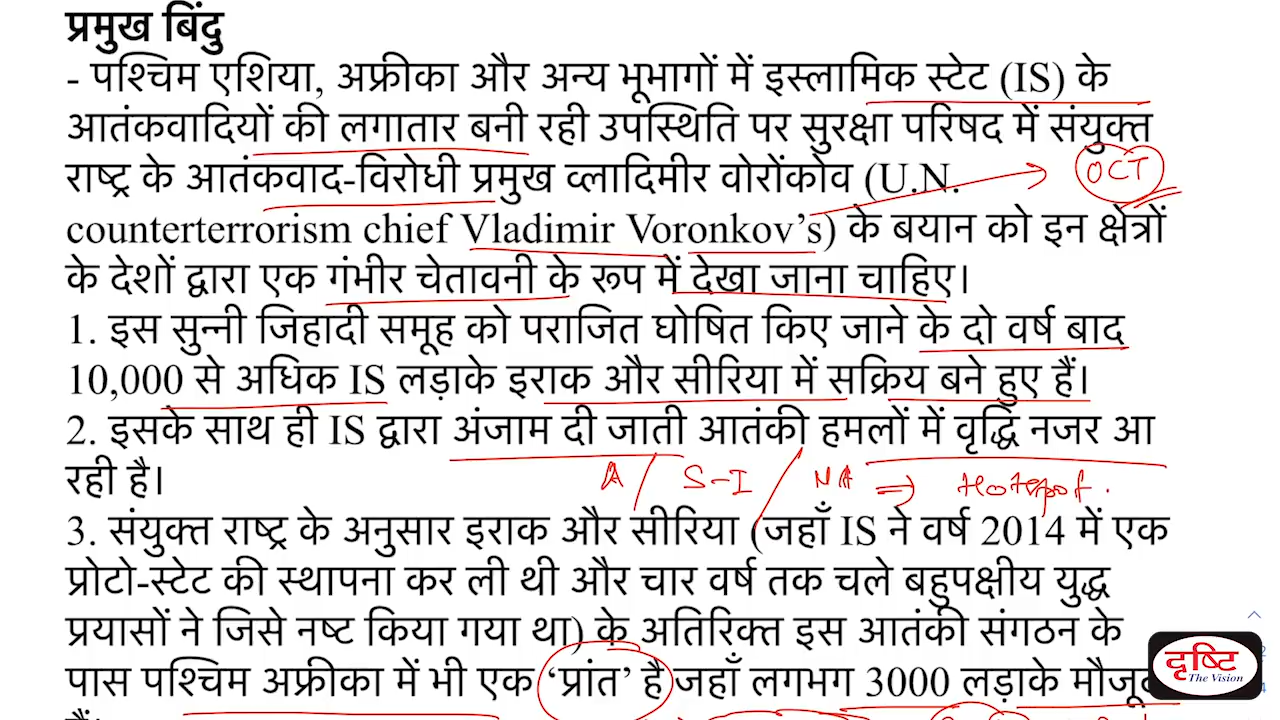 प्रमुख बिंदु
- पश्चिम एशिया, अफ्रीका और अन्य भूभागों में इस्लामिक स्टेट (IS) के
आतंकवादियों की लगातार बनी रही उपस्थिति पर सुरक्षा परिषद में संयुक्त
राष्ट्र के आतंकवाद-विरोधी प्रमुख व्लादिमीर वोरोंकोव (U.N.
OCT
counterterrorism chief Vladimir Voronkov’s) के बयान को इन क्षेत्रों
के देशों द्वारा एक गंभीर चेतावनी के रूप में देखा जाना चाहिए।
1. इस सुन्नी जिहादी समूह को पराजित घोषित किए जाने के दो वर्ष बाद
10,000 से अधिक IS लड़ाके इराक और सीरिया में सक्रिय बने हुए हैं।
2. इसके साथ ही IS द्वारा अंजाम दी जाती आतंकी हमलों में वृद्धि नजर आ
रही है।
A / S-I / NA ⇒ Hotspot.
3. संयुक्त राष्ट्र के अनुसार इराक और सीरिया (जहाँ IS ने वर्ष 2014 में एक
प्रोटो-स्टेट की स्थापना कर ली थी और चार वर्ष तक चले बहुपक्षीय युद्ध
प्रयासों ने जिसे नष्ट किया गया था) के अतिरिक्त इस आतंकी संगठन के
पास पश्चिम अफ्रीका में भी एक ‘प्रांत’ है जहाँ लगभग 3000 लड़ाके
दृष्टि
The Vision